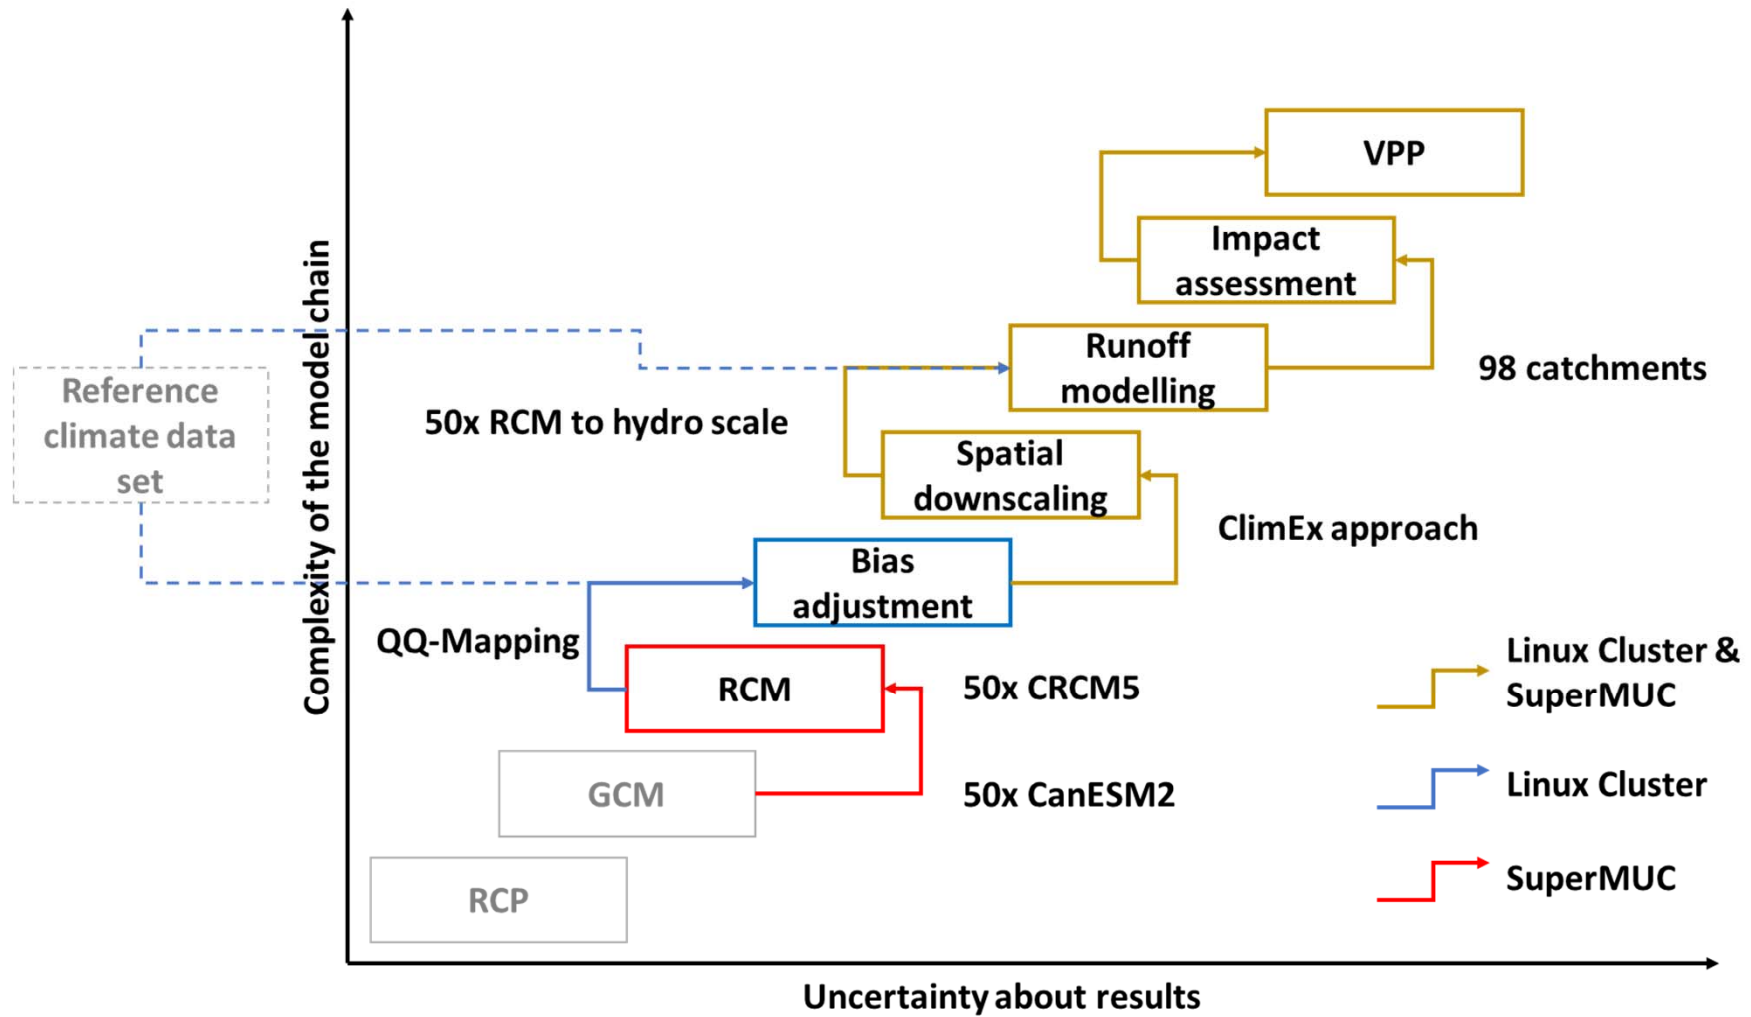 VPP
Impact
assessment
Runoff
modelling
98 catchments
Reference
climate data
set
50x RCM to hydro scale
Spatial
downscaling
ClimEx approach
Bias
adjustment
QQ-Mapping
RCM
50x CRCM5
GCM
50x CanESM2
RCP
Linux Cluster &
SuperMUC
Linux Cluster
SuperMUC
Complexity of the model chain
Uncertainty about results